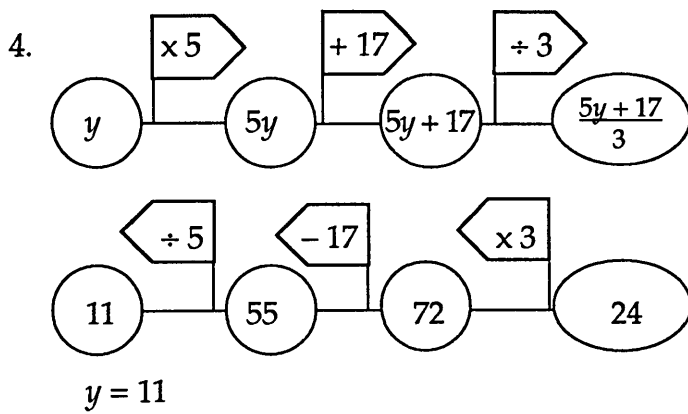 4.
x 5 + 17 ÷ 3
y 5y 5y + 17 5y + 17
3
÷ 5 – 17 x 3
11 55 72 24
y = 11